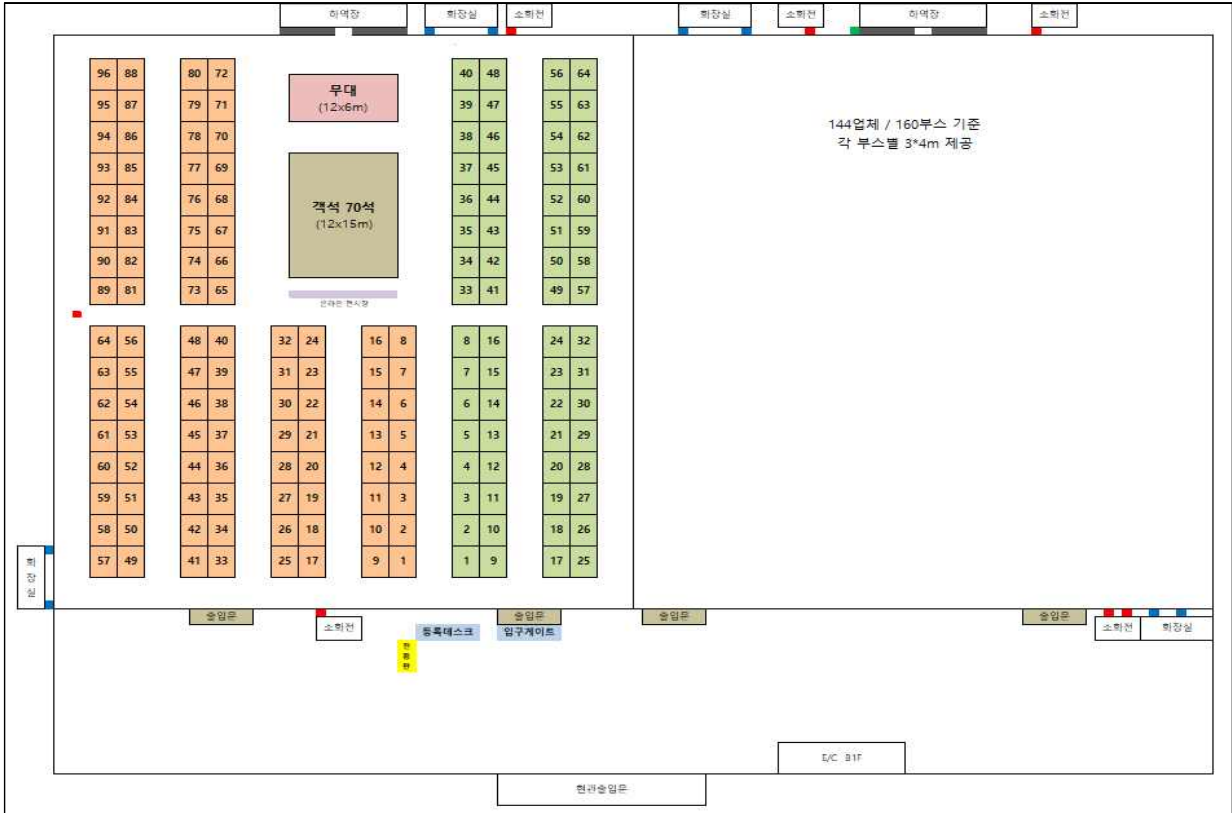 하역장 화장실 소화전 화장실 소화전 하역장 소화전
96 88 80 72 40 48 56 64
무대
(12x6m)
95 87 79 71 39 47 55 63
144업체 / 160부스 기준
94 86 78 70 38 46 54 62
각 부스별 3*4m 제공
93 85 77 69 37 45 53 61
92 84 76 68 36 44 52 60
객석 70석
(12x15m)
91 83 75 67 35 43 51 59
90 82 74 66 34 42 50 58
89 81 73 65 33 41 49 57
온라인 전시장
64 56 48 40 32 24 16 8 8 16 24 32
63 55 47 39 31 23 15 7 7 15 23 31
62 54 46 38 30 22 14 6 6 14 22 30
61 53 45 37 29 21 13 5 5 13 21 29
60 52 44 36 28 20 12 4 4 12 20 28
59 51 43 35 27 19 11 3 3 11 19 27
58 50 42 34 26 18 10 2 2 10 18 26
57 49 41 33 25 17 9 1 1 9 17 25
화
장
실
출입문 출입문 출입문 출입문
소화전 등록데스크 입구게이트 소화전 화장실
E/C B1F
현관출입문